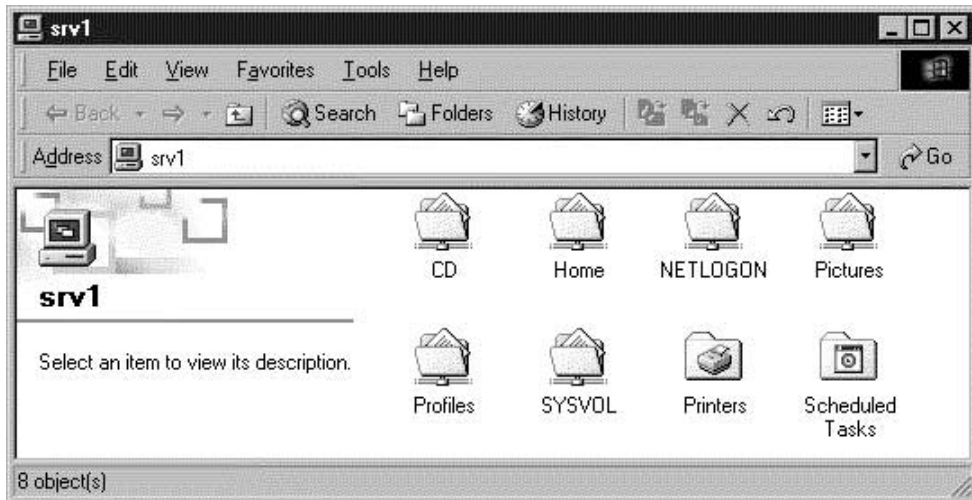 srv1
File Edit View Favorites Tools Help
Back Search Folders History
Address srv1 Go
srv1
Select an item to view its description.
CD Home NETLOGON Pictures
Profiles SYSVOL Printers Scheduled
Tasks
8 object(s)